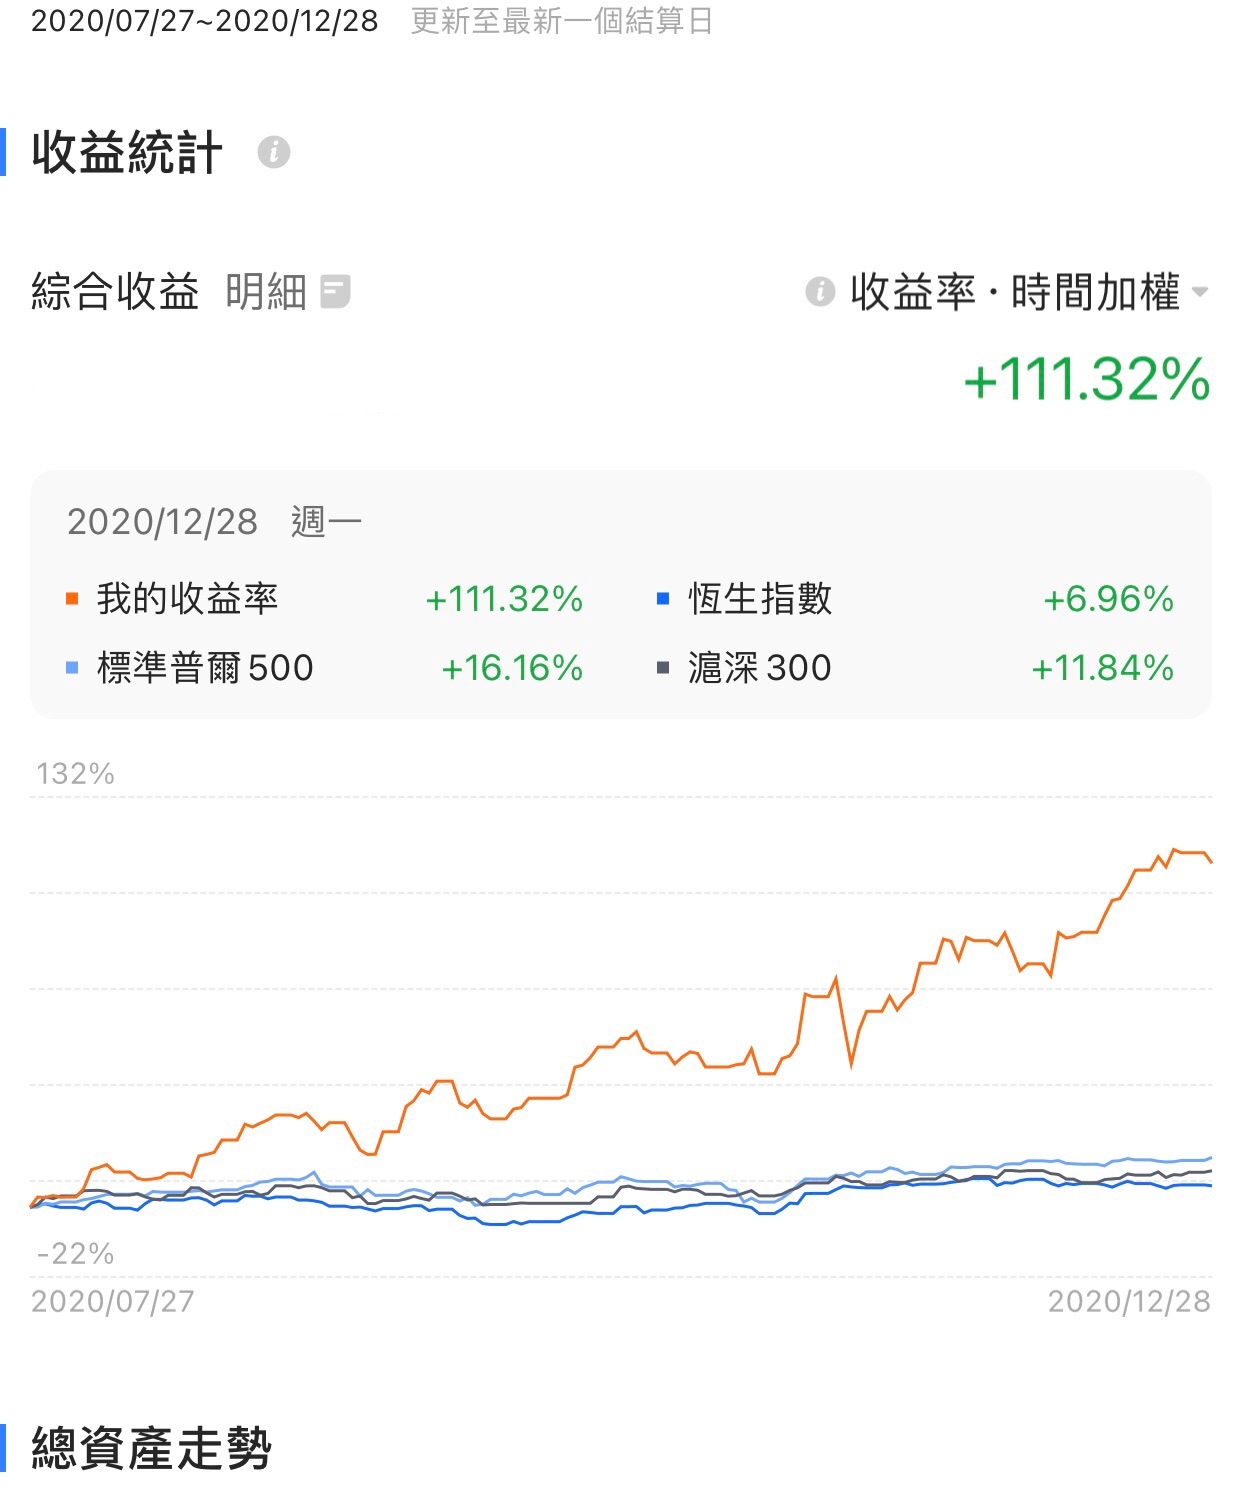 2020/07/27~2020/12/28 更新至最新一個結算日
收益統計
綜合收益 明細 收益率·時間加權
+111.32%
2020/12/28 週一
我的收益率 +111.32% 恆生指數 +6.96%
標準普爾500 +16.16% 滬深300 +11.84%
132%
-22%
2020/07/27 2020/12/28
總資產走勢